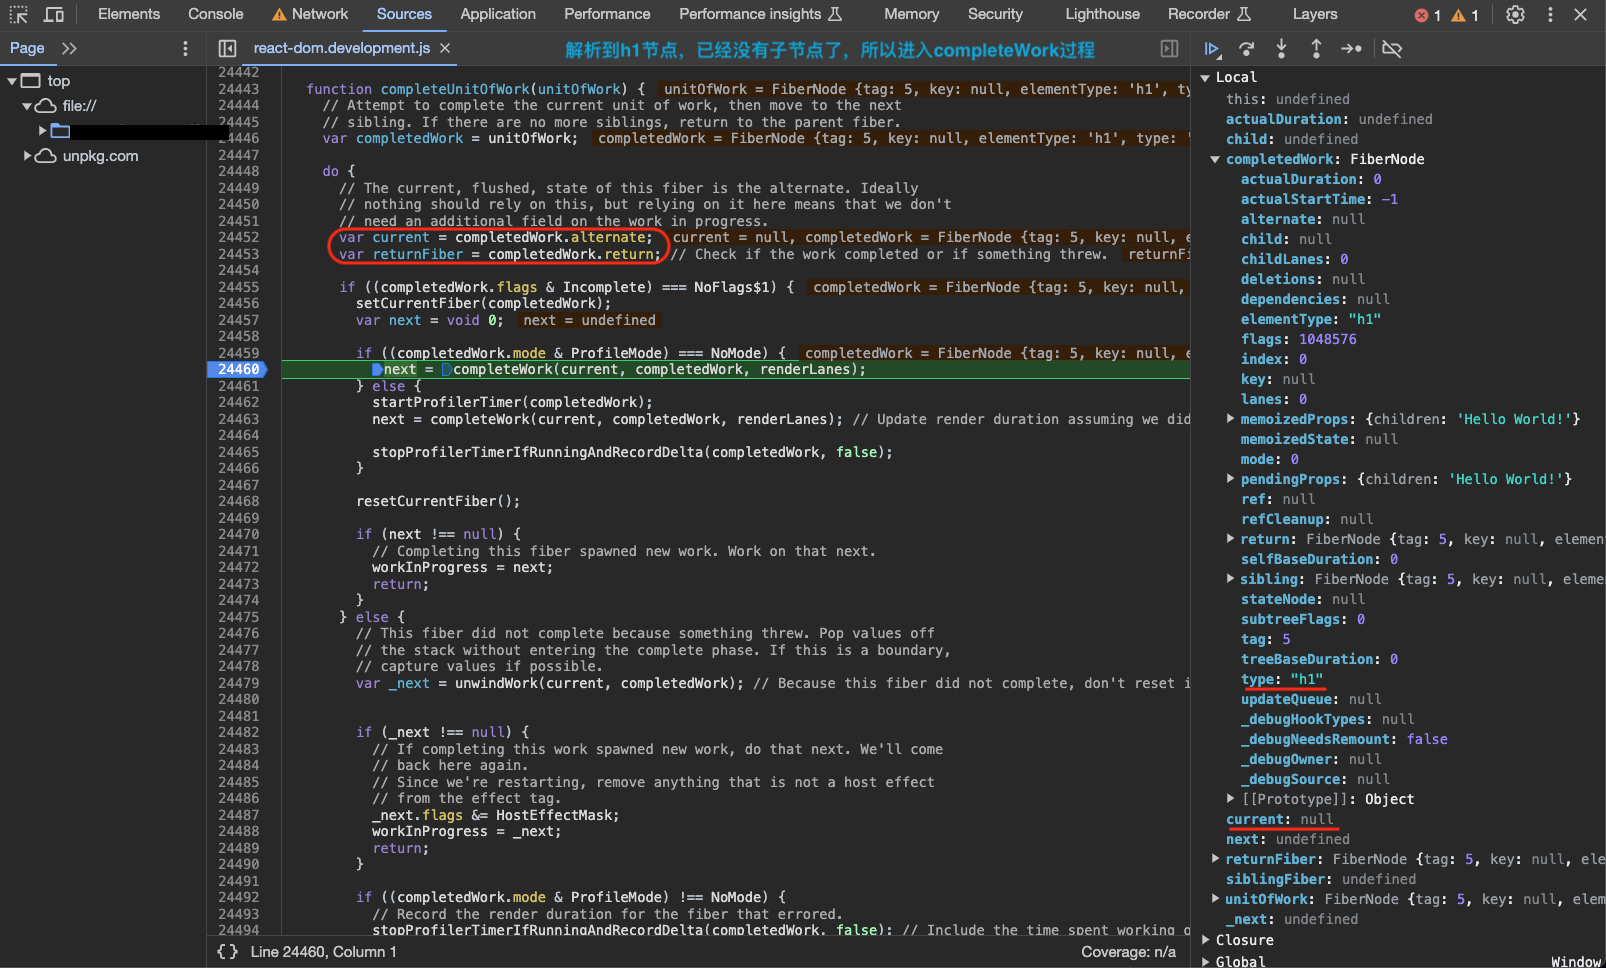 Elements Console Network Sources Application Performance Performance insights Memory Security Lighthouse Recorder Layers 1 1
Page react-dom.development.js 解析到h1节点，已经没有子节点了，所以进入completeWork过程
top
file://
unpkg.com
24442
24443 function completeUnitOfWork(unitOfWork) { unitOfWork = FiberNode {tag: 5, key: null, elementType: 'h1', ty
24444 // Attempt to complete the current unit of work, then move to the next
24445 // sibling. If there are no more siblings, return to the parent fiber.
24446 var completedWork = unitOfWork; completedWork = FiberNode {tag: 5, key: null, elementType: 'h1', type: '
24447
24448 do {
24449 // The current, flushed, state of this fiber is the alternate. Ideally
24450 // nothing should rely on this, but relying on it here means that we don't
24451 // need an additional field on the work in progress.
24452 var current = completedWork.alternate; current = null, completedWork = FiberNode {tag: 5, key: null, e
24453 var returnFiber = completedWork.return; // Check if the work completed or if something threw. returnFi
24454
24455 if ((completedWork.flags & Incomplete) === NoFlags$1) { completedWork = FiberNode {tag: 5, key: null,
24456 setCurrentFiber(completedWork);
24457 var next = void 0; next = undefined
24458
24459 if ((completedWork.mode & ProfileMode) === NoMode) { completedWork = FiberNode {tag: 5, key: null, e
24460 next = completeWork(current, completedWork, renderLanes);
24461 } else {
24462 startProfilerTimer(completedWork);
24463 next = completeWork(current, completedWork, renderLanes); // Update render duration assuming we did
24464
24465 stopProfilerTimerIfRunningAndRecordDelta(completedWork, false);
24466 }
24467
24468 resetCurrentFiber();
24469
24470 if (next !== null) {
24471 // Completing this fiber spawned new work. Work on that next.
24472 workInProgress = next;
24473 return;
24474 }
24475 } else {
24476 // This fiber did not complete because something threw. Pop values off
24477 // the stack without entering the complete phase. If this is a boundary,
24478 // capture values if possible.
24479 var _next = unwindWork(current, completedWork); // Because this fiber did not complete, don't reset i
24480
24481
24482 if (_next !== null) {
24483 // If completing this work spawned new work, do that next. We'll come
24484 // back here again.
24485 // Since we're restarting, remove anything that is not a host effect
24486 // from the effect tag.
24487 _next.flags &= HostEffectMask;
24488 workInProgress = _next;
24489 return;
24490 }
24491
24492 if ((completedWork.mode & ProfileMode) !== NoMode) {
24493 // Record the render duration for the fiber that errored.
24494 stopProfilerTimerIfRunningAndRecordDelta(completedWork, false); // Include the time spent working o
{} Line 24460, Column 1 Coverage: n/a
Local
this: undefined
actualDuration: undefined
child: undefined
completedWork: FiberNode
actualDuration: 0
actualStartTime: -1
alternate: null
child: null
childLanes: 0
deletions: null
dependencies: null
elementType: "h1"
flags: 1048576
index: 0
key: null
lanes: 0
memoizedProps: {children: 'Hello World!'}
memoizedState: null
mode: 0
pendingProps: {children: 'Hello World!'}
ref: null
refCleanup: null
return: FiberNode {tag: 5, key: null, elemen
selfBaseDuration: 0
sibling: FiberNode {tag: 5, key: null, eleme
stateNode: null
subtreeFlags: 0
tag: 5
treeBaseDuration: 0
type: "h1"
updateQueue: null
_debugHookTypes: null
_debugNeedsRemount: false
_debugOwner: null
_debugSource: null
[[Prototype]]: Object
current: null
next: undefined
returnFiber: FiberNode {tag: 5, key: null, ele
siblingFiber: undefined
unitOfWork: FiberNode {tag: 5, key: null, elem
_next: undefined
Closure
Global Window